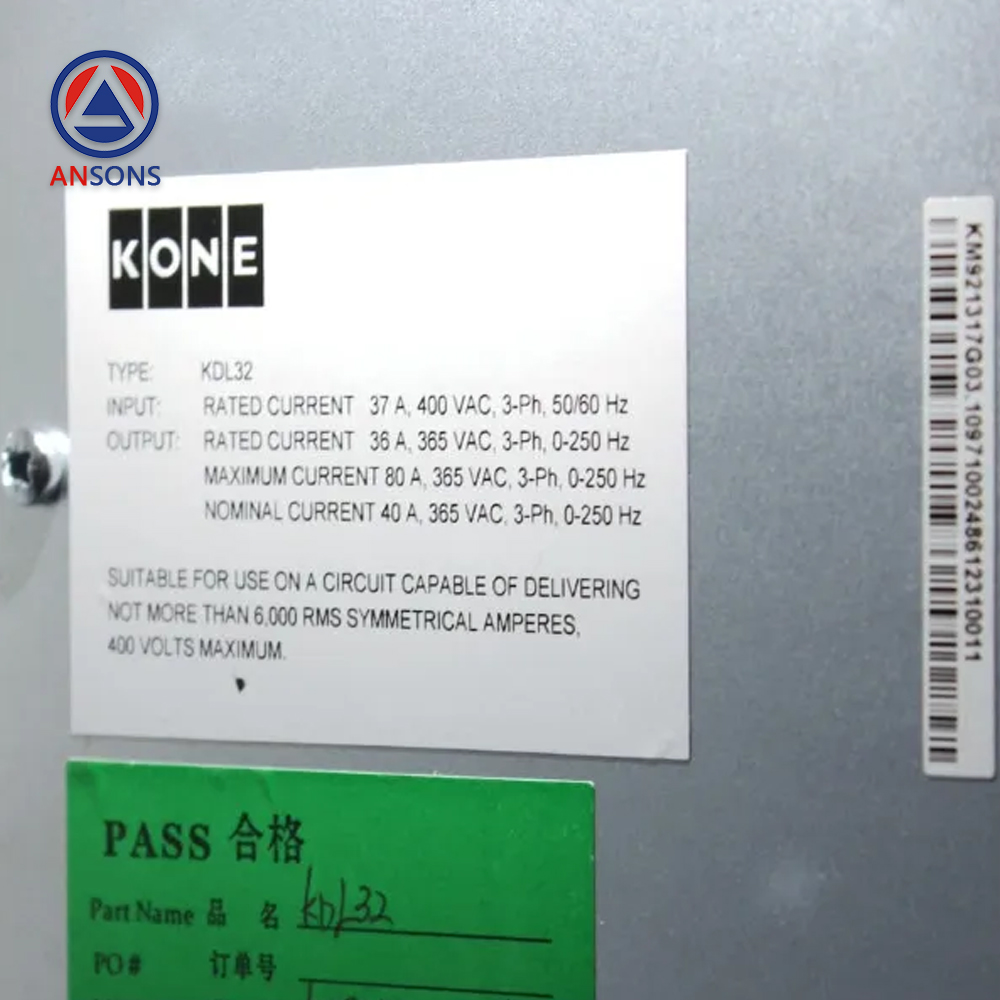 ANSONS
KONE
TYPE: KDL32
INPUT: RATED CURRENT 37 A, 400 VAC, 3-Ph, 50/60 Hz
OUTPUT: RATED CURRENT 36 A, 365 VAC, 3-Ph, 0-250 Hz
MAXIMUM CURRENT 80 A, 365 VAC, 3-Ph, 0-250 Hz
NOMINAL CURRENT 40 A, 365 VAC, 3-Ph, 0-250 Hz
SUITABLE FOR USE ON A CIRCUIT CAPABLE OF DELIVERING
NOT MORE THAN 6,000 RMS SYMMETRICAL AMPERES,
400 VOLTS MAXIMUM.
KM921317G03.1097100248612310011
PASS 合格
Part Name 品 名 kDL32
PO# 订单号